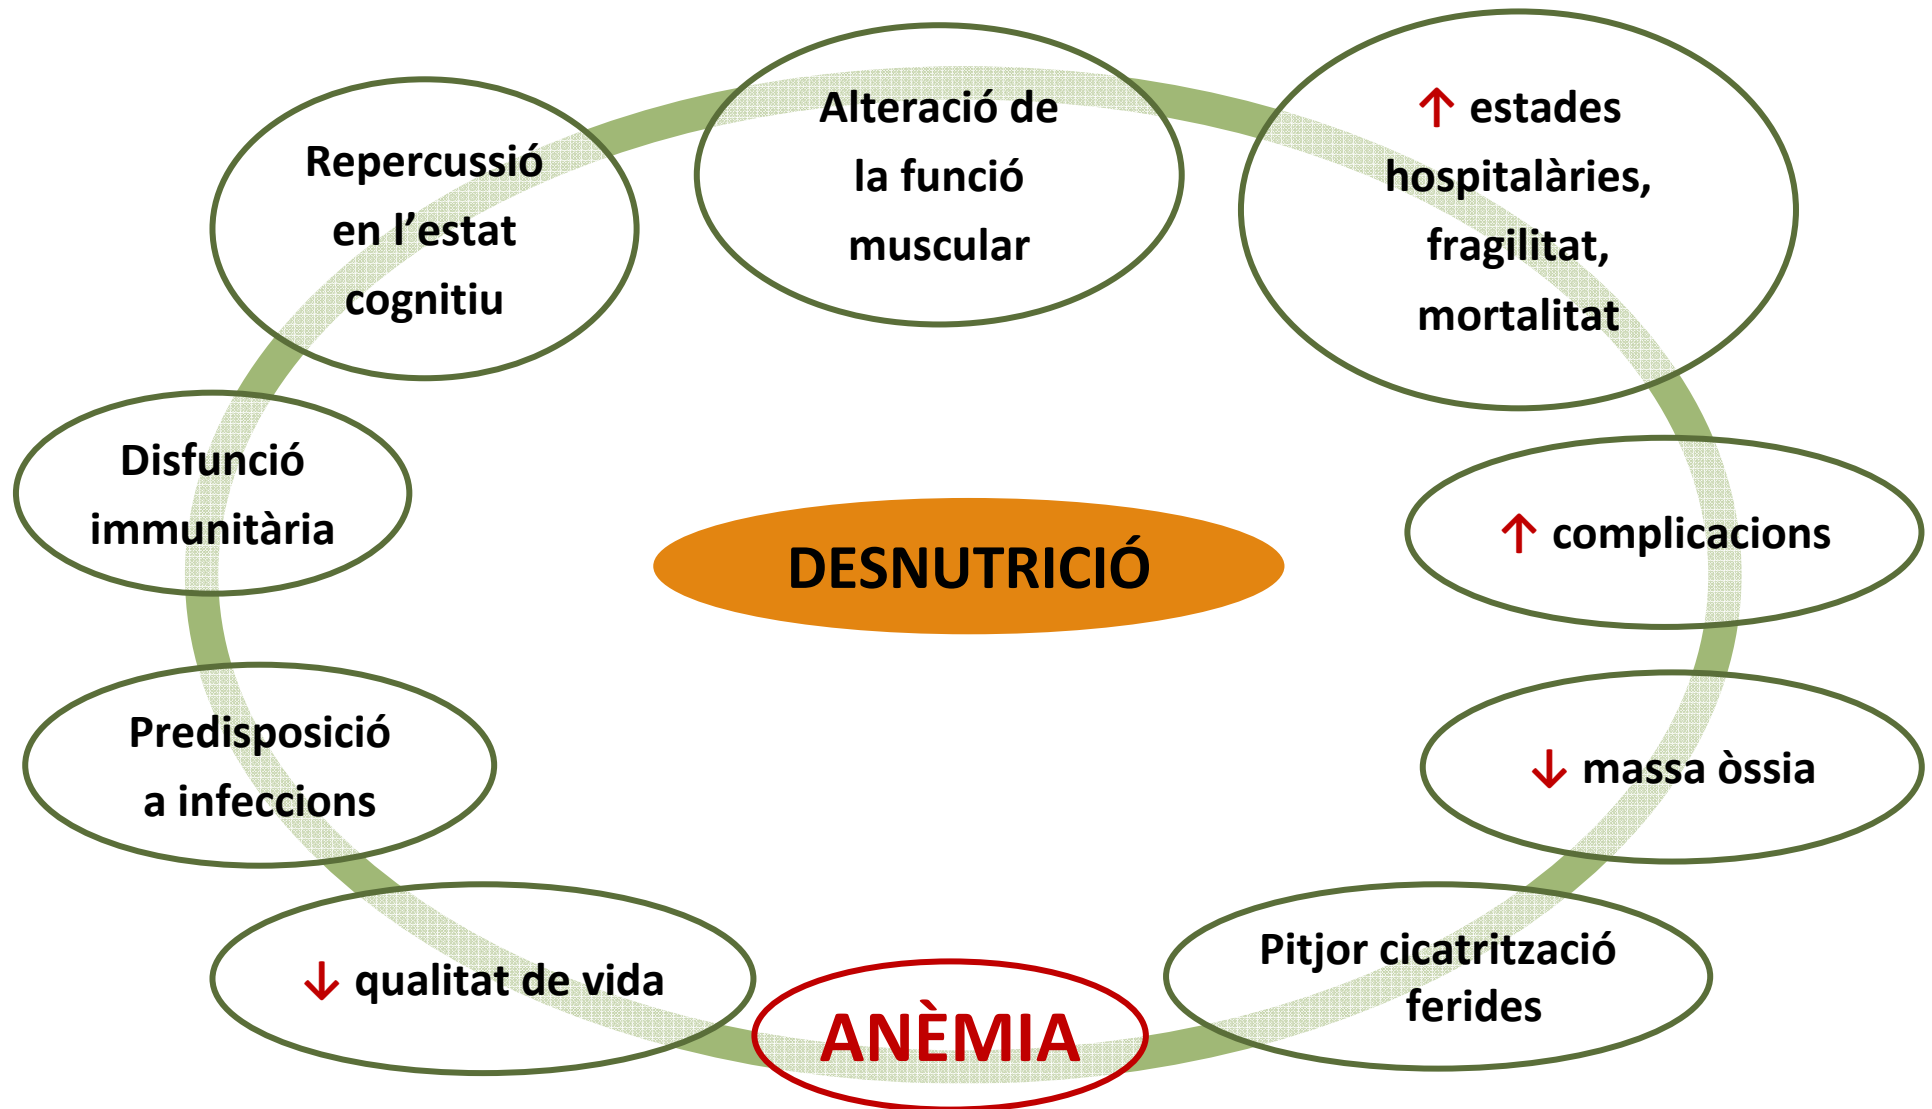 Alteració de
la funció
muscular
↑ estades
hospitalàries,
fragilitat,
mortalitat
Repercussió
en l’estat
cognitiu
Disfunció
immunitària
DESNUTRICIÓ
↑ complicacions
Predisposició
a infeccions
↓ massa òssia
↓ qualitat de vida
ANÈMIA
Pitjor cicatrització
ferides